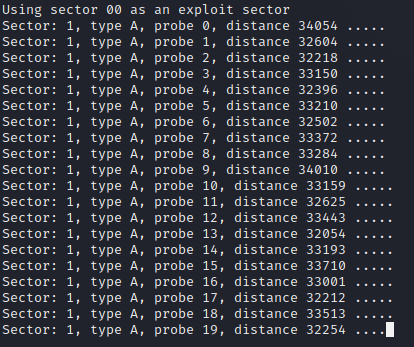 Using sector 00 as an exploit sector
Sector: 1, type A, probe 0, distance 34054 .....
Sector: 1, type A, probe 1, distance 32604 .....
Sector: 1, type A, probe 2, distance 32218 .....
Sector: 1, type A, probe 3, distance 33150 .....
Sector: 1, type A, probe 4, distance 32396 .....
Sector: 1, type A, probe 5, distance 33210 .....
Sector: 1, type A, probe 6, distance 32502 .....
Sector: 1, type A, probe 7, distance 33372 .....
Sector: 1, type A, probe 8, distance 33284 .....
Sector: 1, type A, probe 9, distance 34010 .....
Sector: 1, type A, probe 10, distance 33159 .....
Sector: 1, type A, probe 11, distance 32625 .....
Sector: 1, type A, probe 12, distance 33443 .....
Sector: 1, type A, probe 13, distance 32054 .....
Sector: 1, type A, probe 14, distance 33193 .....
Sector: 1, type A, probe 15, distance 33710 .....
Sector: 1, type A, probe 16, distance 33001 .....
Sector: 1, type A, probe 17, distance 32212 .....
Sector: 1, type A, probe 18, distance 33513 .....
Sector: 1, type A, probe 19, distance 32254 ....